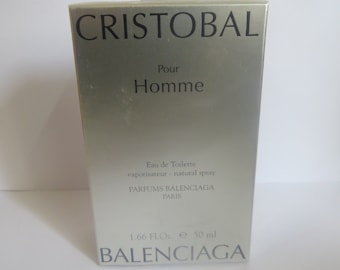 CRISTOBAL
Pour
Homme
Eau de Toilette
vaporisateur - natural spray
PARFUMS BALENCIAGA
PARIS
1.66 Fl.Oz. ℮ 50 ml
BALENCIAGA